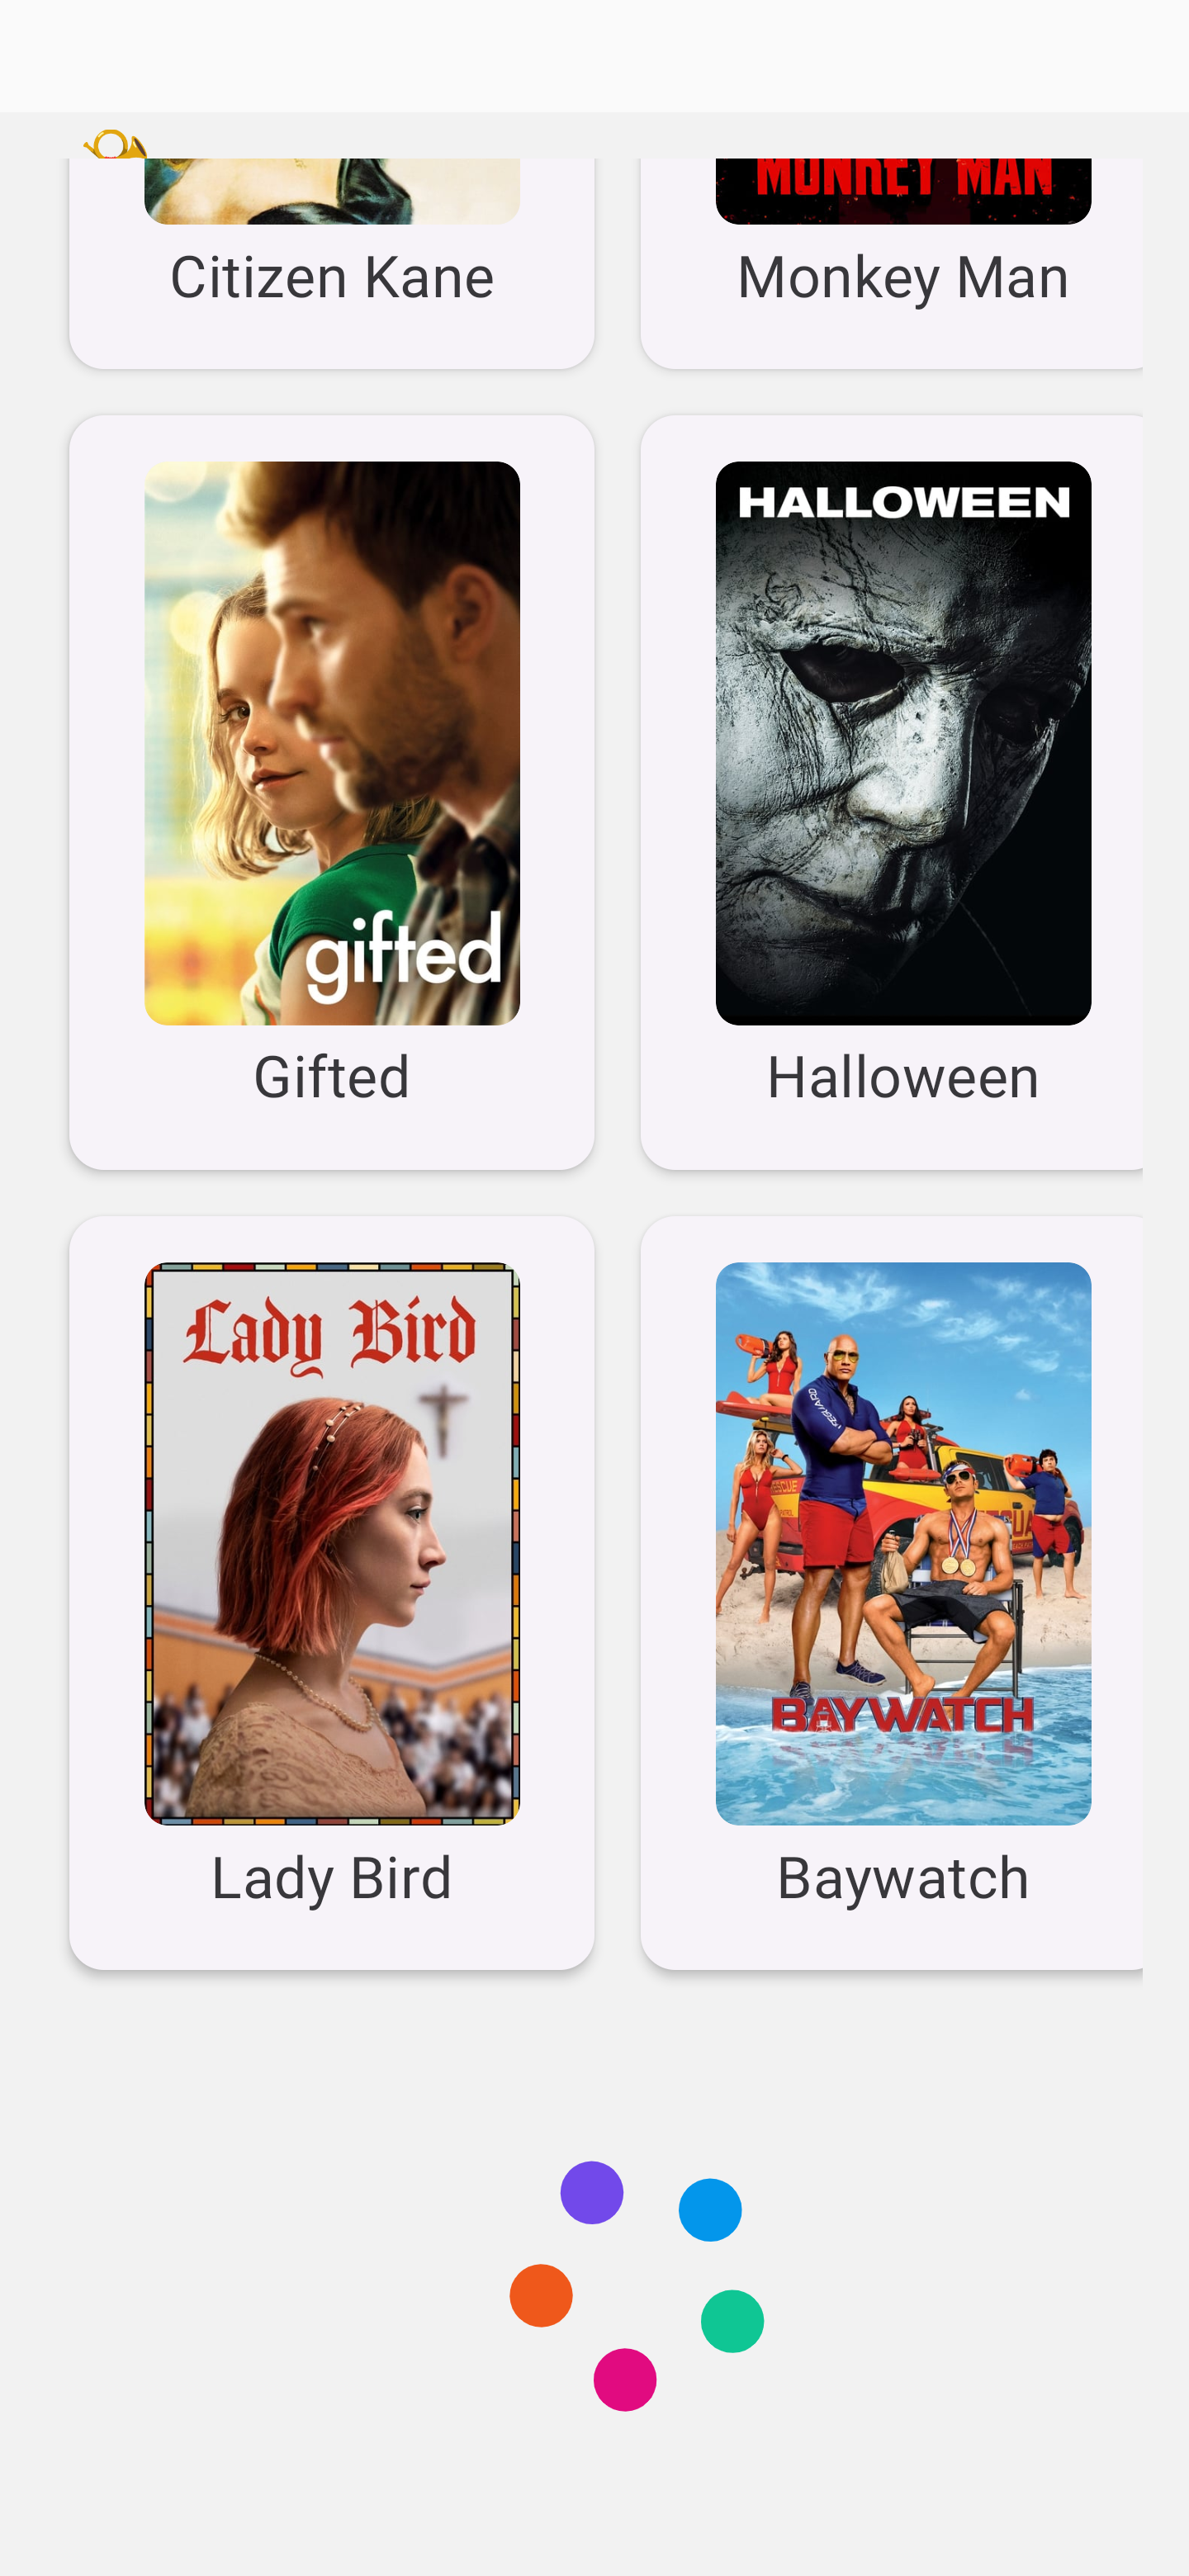 MONKEY MAN
Citizen Kane
Monkey Man
HALLOWEEN
gifted
Gifted
Halloween
Lady Bird
BAYWATCH
Lady Bird
Baywatch